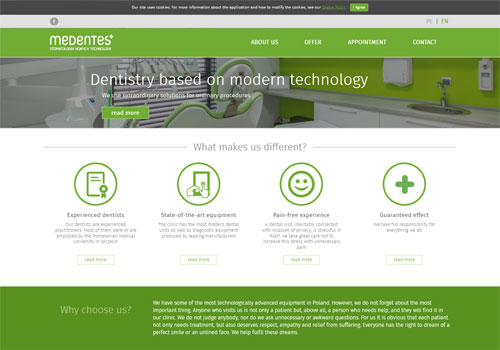 Our site uses cookies. For more information about the application and how to modify the cookies, see our Cookie Policy. I Agree
f
PL | EN
MEDENTES+
STOMATOLOGIA NOWYCH TECHNOLOGII
ABOUT US OFFER APPOINTMENT CONTACT
Dentistry based on modern technology
We use extraordinary solutions for ordinary procedures
read more
What makes us different?
Experienced dentists
Our dentists are experienced
practitioners. Most of them were or are
employed by the Pomeranian medical
university in Szczecin
read more
State-of-the-art equipment
The clinic has the most modern dental
units as well as diagnostic equipment
produced by leading manufacturers
read more
Pain-free experience
A dental visit, inevitably connected
with invasion of privacy, is stressful in
itself. we take great care not to
increase this stress with unnecessary
pain
read more
Guaranteed effect
We take full responsibility for
everything we do
read more
Why choose us?
We have some of the most technologically advanced equipment in Poland. However, we do not forget about the most
important thing. Anyone who visits us is not only a patient but, above all, a person who needs help, and they will find it in
our clinic. We do not judge anybody, nor do we ask unnecessary or awkward questions. For us it is obvious that each patient
not only needs treatment, but also deserves respect, empathy and relief from suffering. Everyone has the right to dream of a
perfect smile or an unlined face. We help fulfil these dreams.